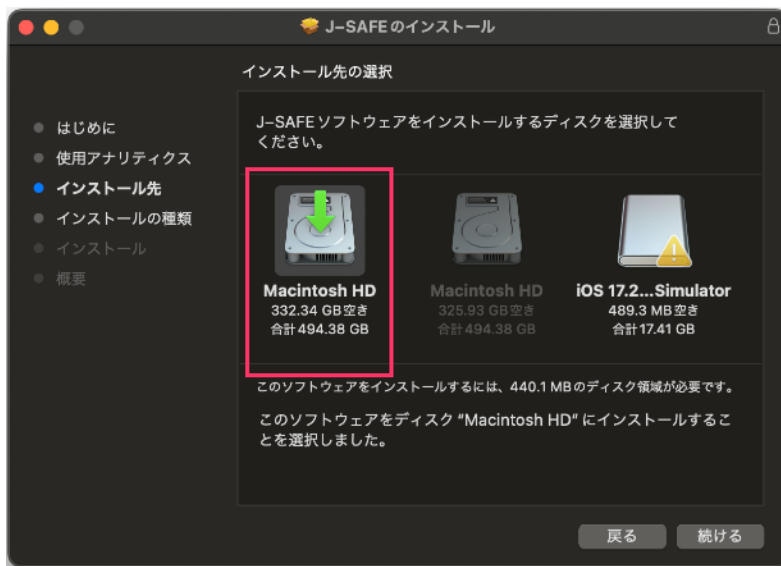 J-SAFEのインストール
インストール先の選択
はじめに
使用アナリティクス
インストール先
インストールの種類
インストール
概要
J-SAFEソフトウェアをインストールするディスクを選択して
ください。
Macintosh HD
332.34 GB空き
合計494.38 GB
Macintosh HD
325.93 GB空き
合計494.38 GB
iOS 17.2...Simulator
489.3 MB空き
合計17.41 GB
このソフトウェアをインストールするには、440.1 MBのディスク領域が必要です。
このソフトウェアをディスク “Macintosh HD” にインストールするこ
とを選択しました。
戻る
続ける